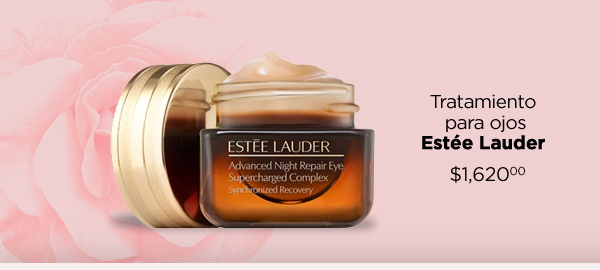 ESTĒE LAUDER
Advanced Night Repair Eye
Supercharged Complex
Synchronized Recovery
Tratamiento
para ojos
Estée Lauder
$1,620⁰⁰